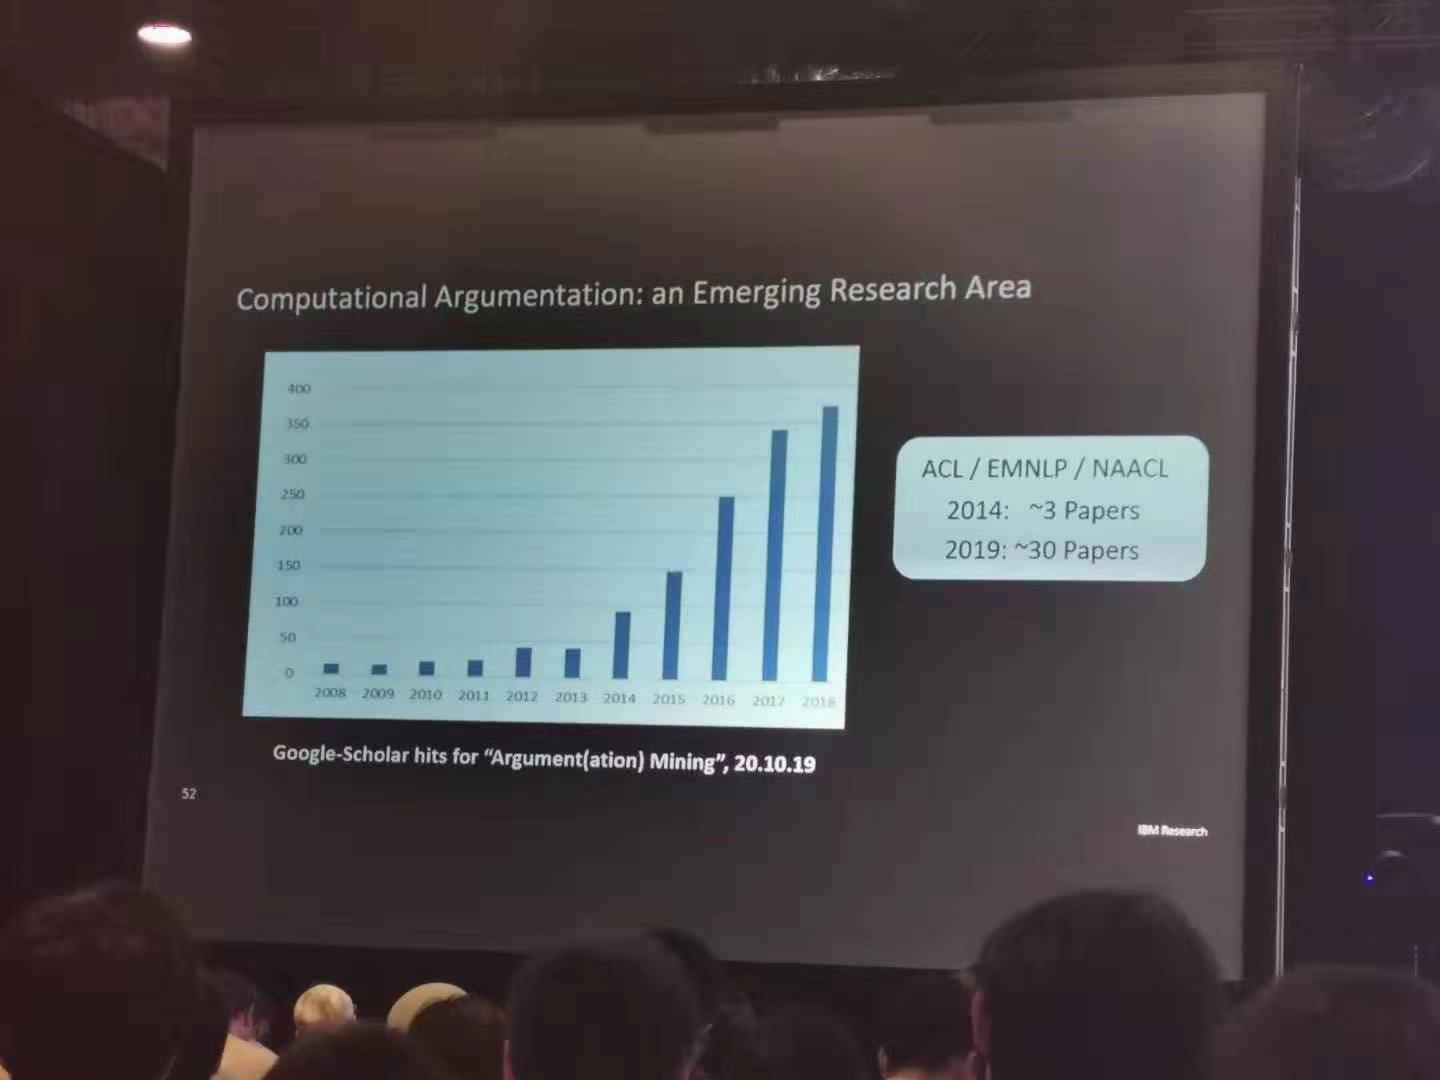 Computational Argumentation: an Emerging Research Area
400
350
300
250
200
150
100
50
0
2008 2009 2010 2011 2012 2013 2014 2015 2016 2017 2018
Google-Scholar hits for “Argument(ation) Mining”, 20.10.19
ACL / EMNLP / NAACL
2014: ~3 Papers
2019: ~30 Papers
52
IBM Research